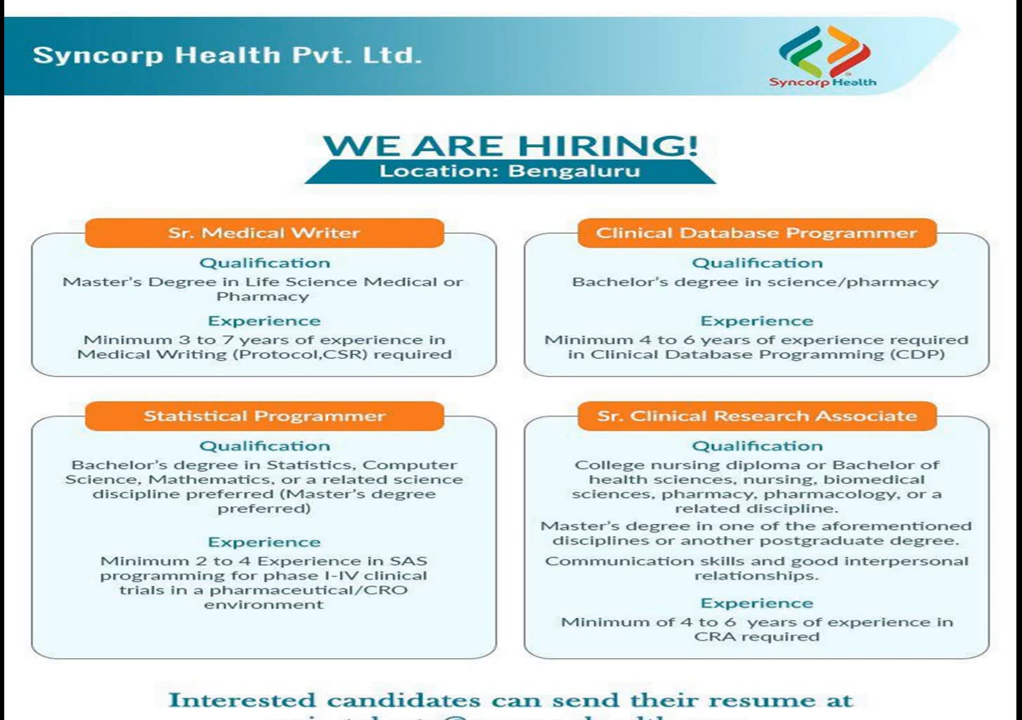 Syncorp Health Pvt. Ltd.
Syncorp Health
WE ARE HIRING!
Location: Bengaluru
Sr. Medical Writer
Qualification
Master's Degree in Life Science Medical or
Pharmacy
Experience
Minimum 3 to 7 years of experience in
Medical Writing (Protocol,CSR) required
Clinical Database Programmer
Qualification
Bachelor's degree in science/pharmacy
Experience
Minimum 4 to 6 years of experience required
in Clinical Database Programming (CDP)
Statistical Programmer
Qualification
Bachelor's degree in Statistics, Computer
Science, Mathematics, or a related science
discipline preferred (Master's degree
preferred)
Experience
Minimum 2 to 4 Experience in SAS
programming for phase I-IV clinical
trials in a pharmaceutical/CRO
environment
Sr. Clinical Research Associate
Qualification
College nursing diploma or Bachelor of
health sciences, nursing, biomedical
sciences, pharmacy, pharmacology, or a
related discipline.
Master's degree in one of the aforementioned
disciplines or another postgraduate degree.
Communication skills and good interpersonal
relationships.
Experience
Minimum of 4 to 6 years of experience in
CRA required
Interested candidates can send their resume at